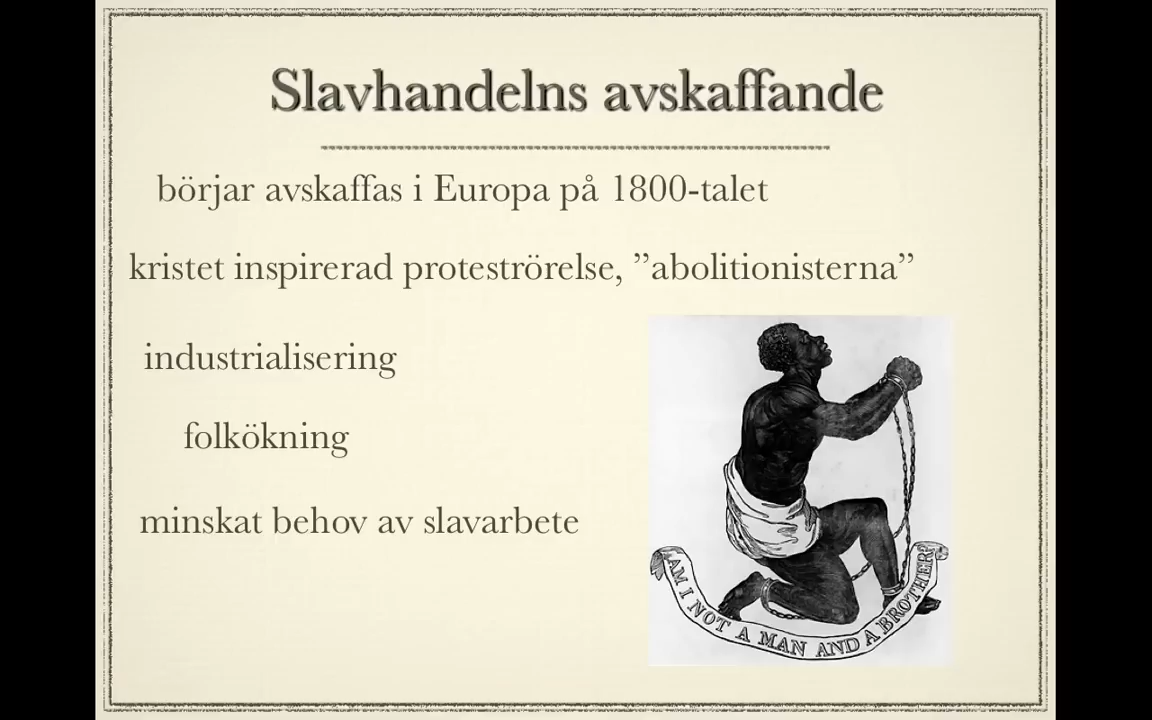 Slavhandelns avskaffande
börjar avskaffas i Europa på 1800-talet
kristet inspirerad proteströrelse, ”abolitionisterna”
industrialisering
folkökning
minskat behov av slavarbete
AM I NOT A MAN AND A BROTHER?